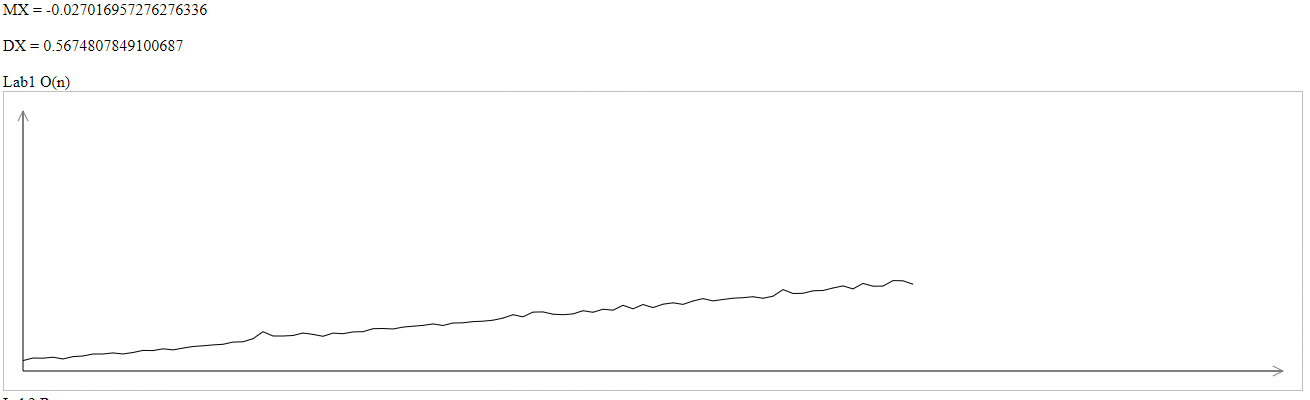 MX = -0.027016957276276336
DX = 0.5674807849100687
Lab1 O(n)